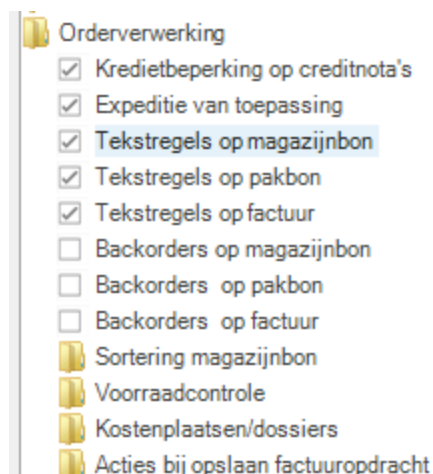 Orderverwerking
Kredietbeperking op creditnota's
Expeditie van toepassing
Tekstregels op magazijnbon
Tekstregels op pakbon
Tekstregels op factuur
Backorders op magazijnbon
Backorders op pakbon
Backorders op factuur
Sortering magazijnbon
Voorraadcontrole
Kostenplaatsen/dossiers
Acties bij opslaan factuuropdracht